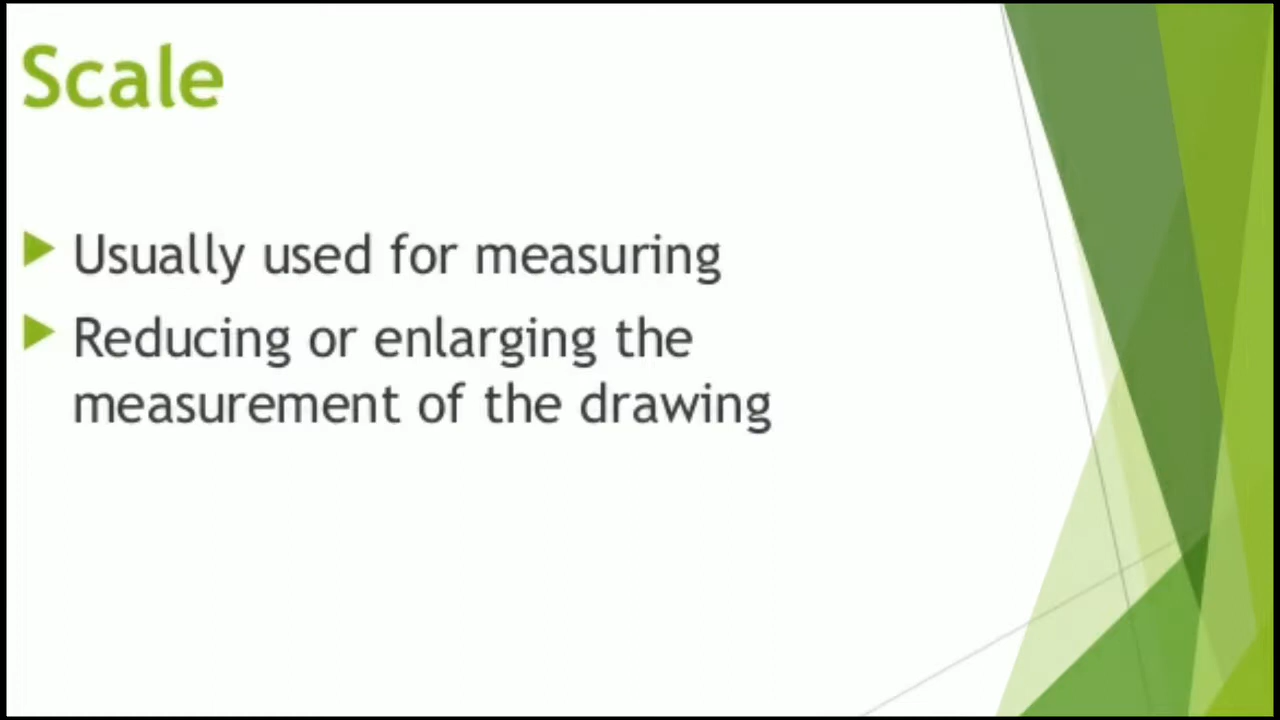 Scale
Usually used for measuring
Reducing or enlarging the
measurement of the drawing